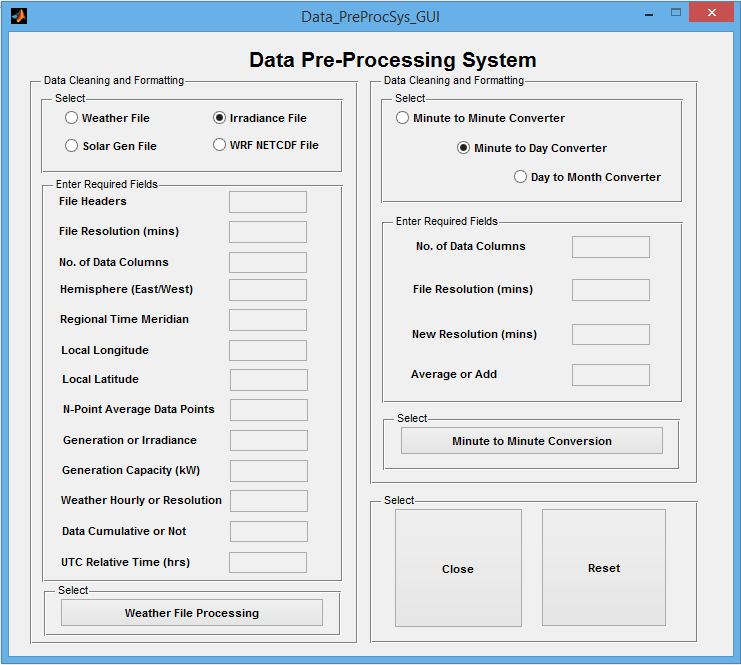 Data_PreProcSys_GUI
Data Pre-Processing System
Data Cleaning and Formatting
Select
Weather File
Irradiance File
Solar Gen File
WRF NETCDF File
Enter Required Fields
File Headers
File Resolution (mins)
No. of Data Columns
Hemisphere (East/West)
Regional Time Meridian
Local Longitude
Local Latitude
N-Point Average Data Points
Generation or Irradiance
Generation Capacity (kW)
Weather Hourly or Resolution
Data Cumulative or Not
UTC Relative Time (hrs)
Select
Weather File Processing
Data Cleaning and Formatting
Select
Minute to Minute Converter
Minute to Day Converter
Day to Month Converter
Enter Required Fields
No. of Data Columns
File Resolution (mins)
New Resolution (mins)
Average or Add
Select
Minute to Minute Conversion
Select
Close
Reset